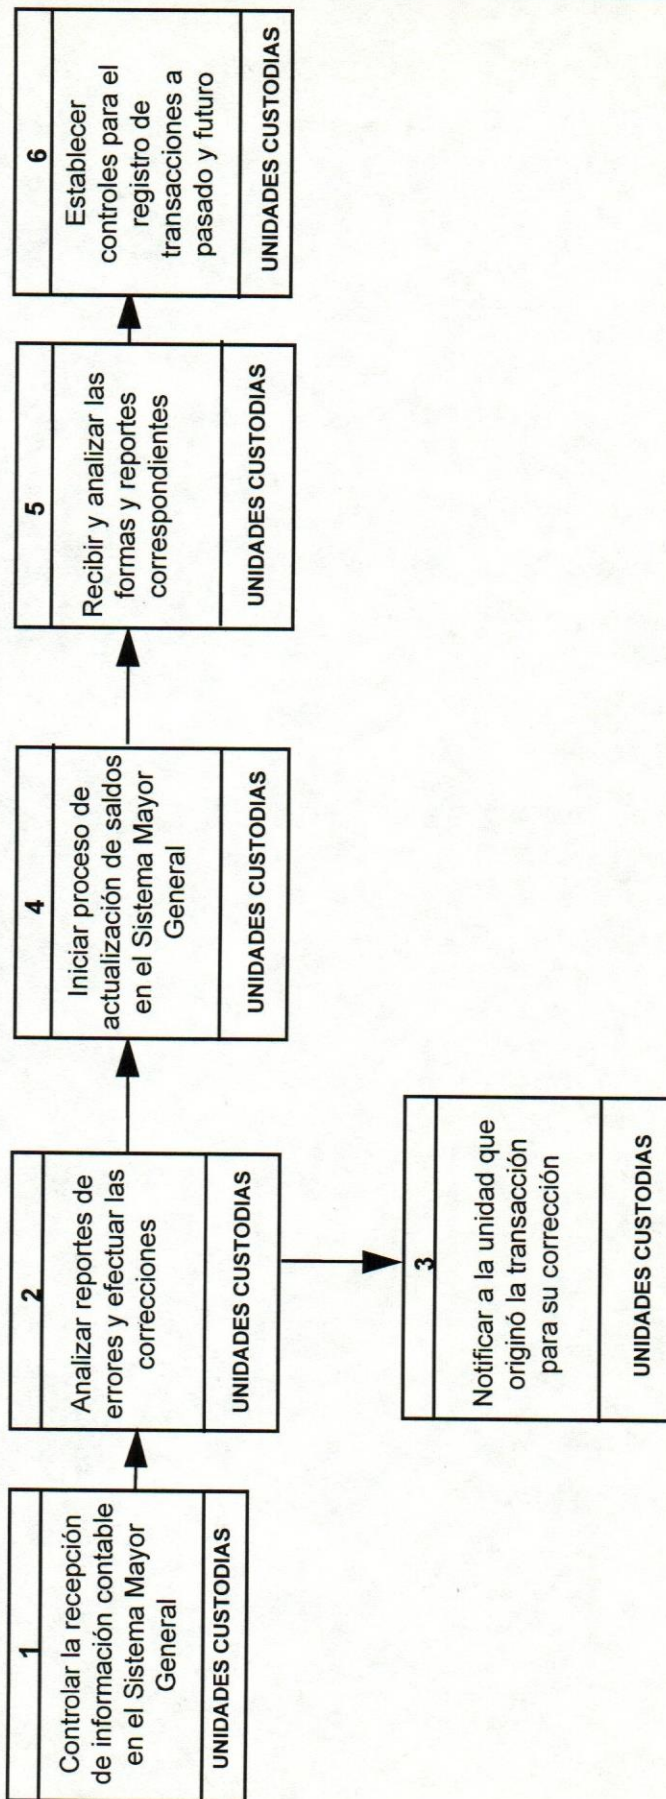 1
Controlar la recepción
de información contable
en el Sistema Mayor
General
UNIDADES CUSTODIAS
2
Analizar reportes de
errores y efectuar las
correcciones
UNIDADES CUSTODIAS
3
Notificar a la unidad que
originó la transacción
para su corrección
UNIDADES CUSTODIAS
4
Iniciar proceso de
actualización de saldos
en el Sistema Mayor
General
UNIDADES CUSTODIAS
5
Recibir y analizar las
formas y reportes
correspondientes
UNIDADES CUSTODIAS
6
Establecer
controles para el
registro de
transacciones a
pasado y futuro
UNIDADES CUSTODIAS